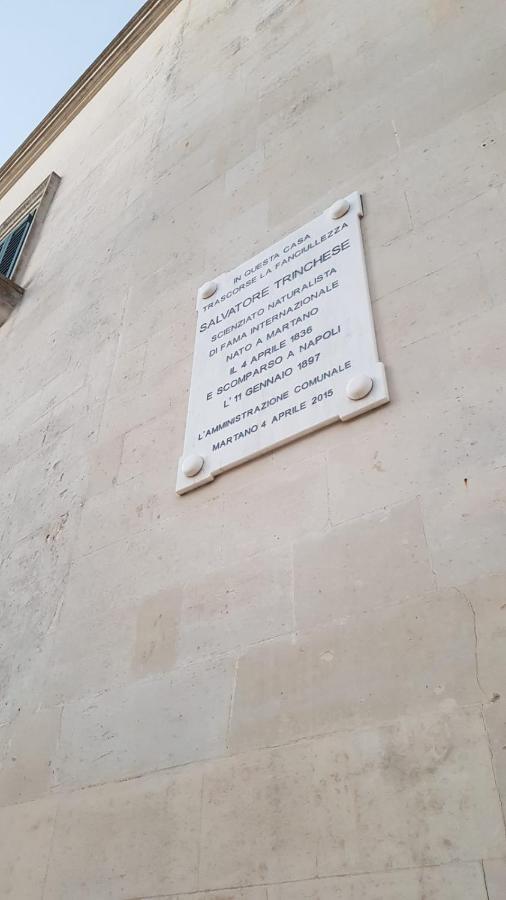 IN QUESTA CASA
TRASCORSE LA FANCIULLEZZA
SALVATORE TRINCHESE
SCIENZIATO NATURALISTA
DI FAMA INTERNAZIONALE
NATO A MARTANO
IL 4 APRILE 1836
E SCOMPARSO A NAPOLI
L' 11 GENNAIO 1897
L'AMMINISTRAZIONE COMUNALE
MARTANO 4 APRILE 2015